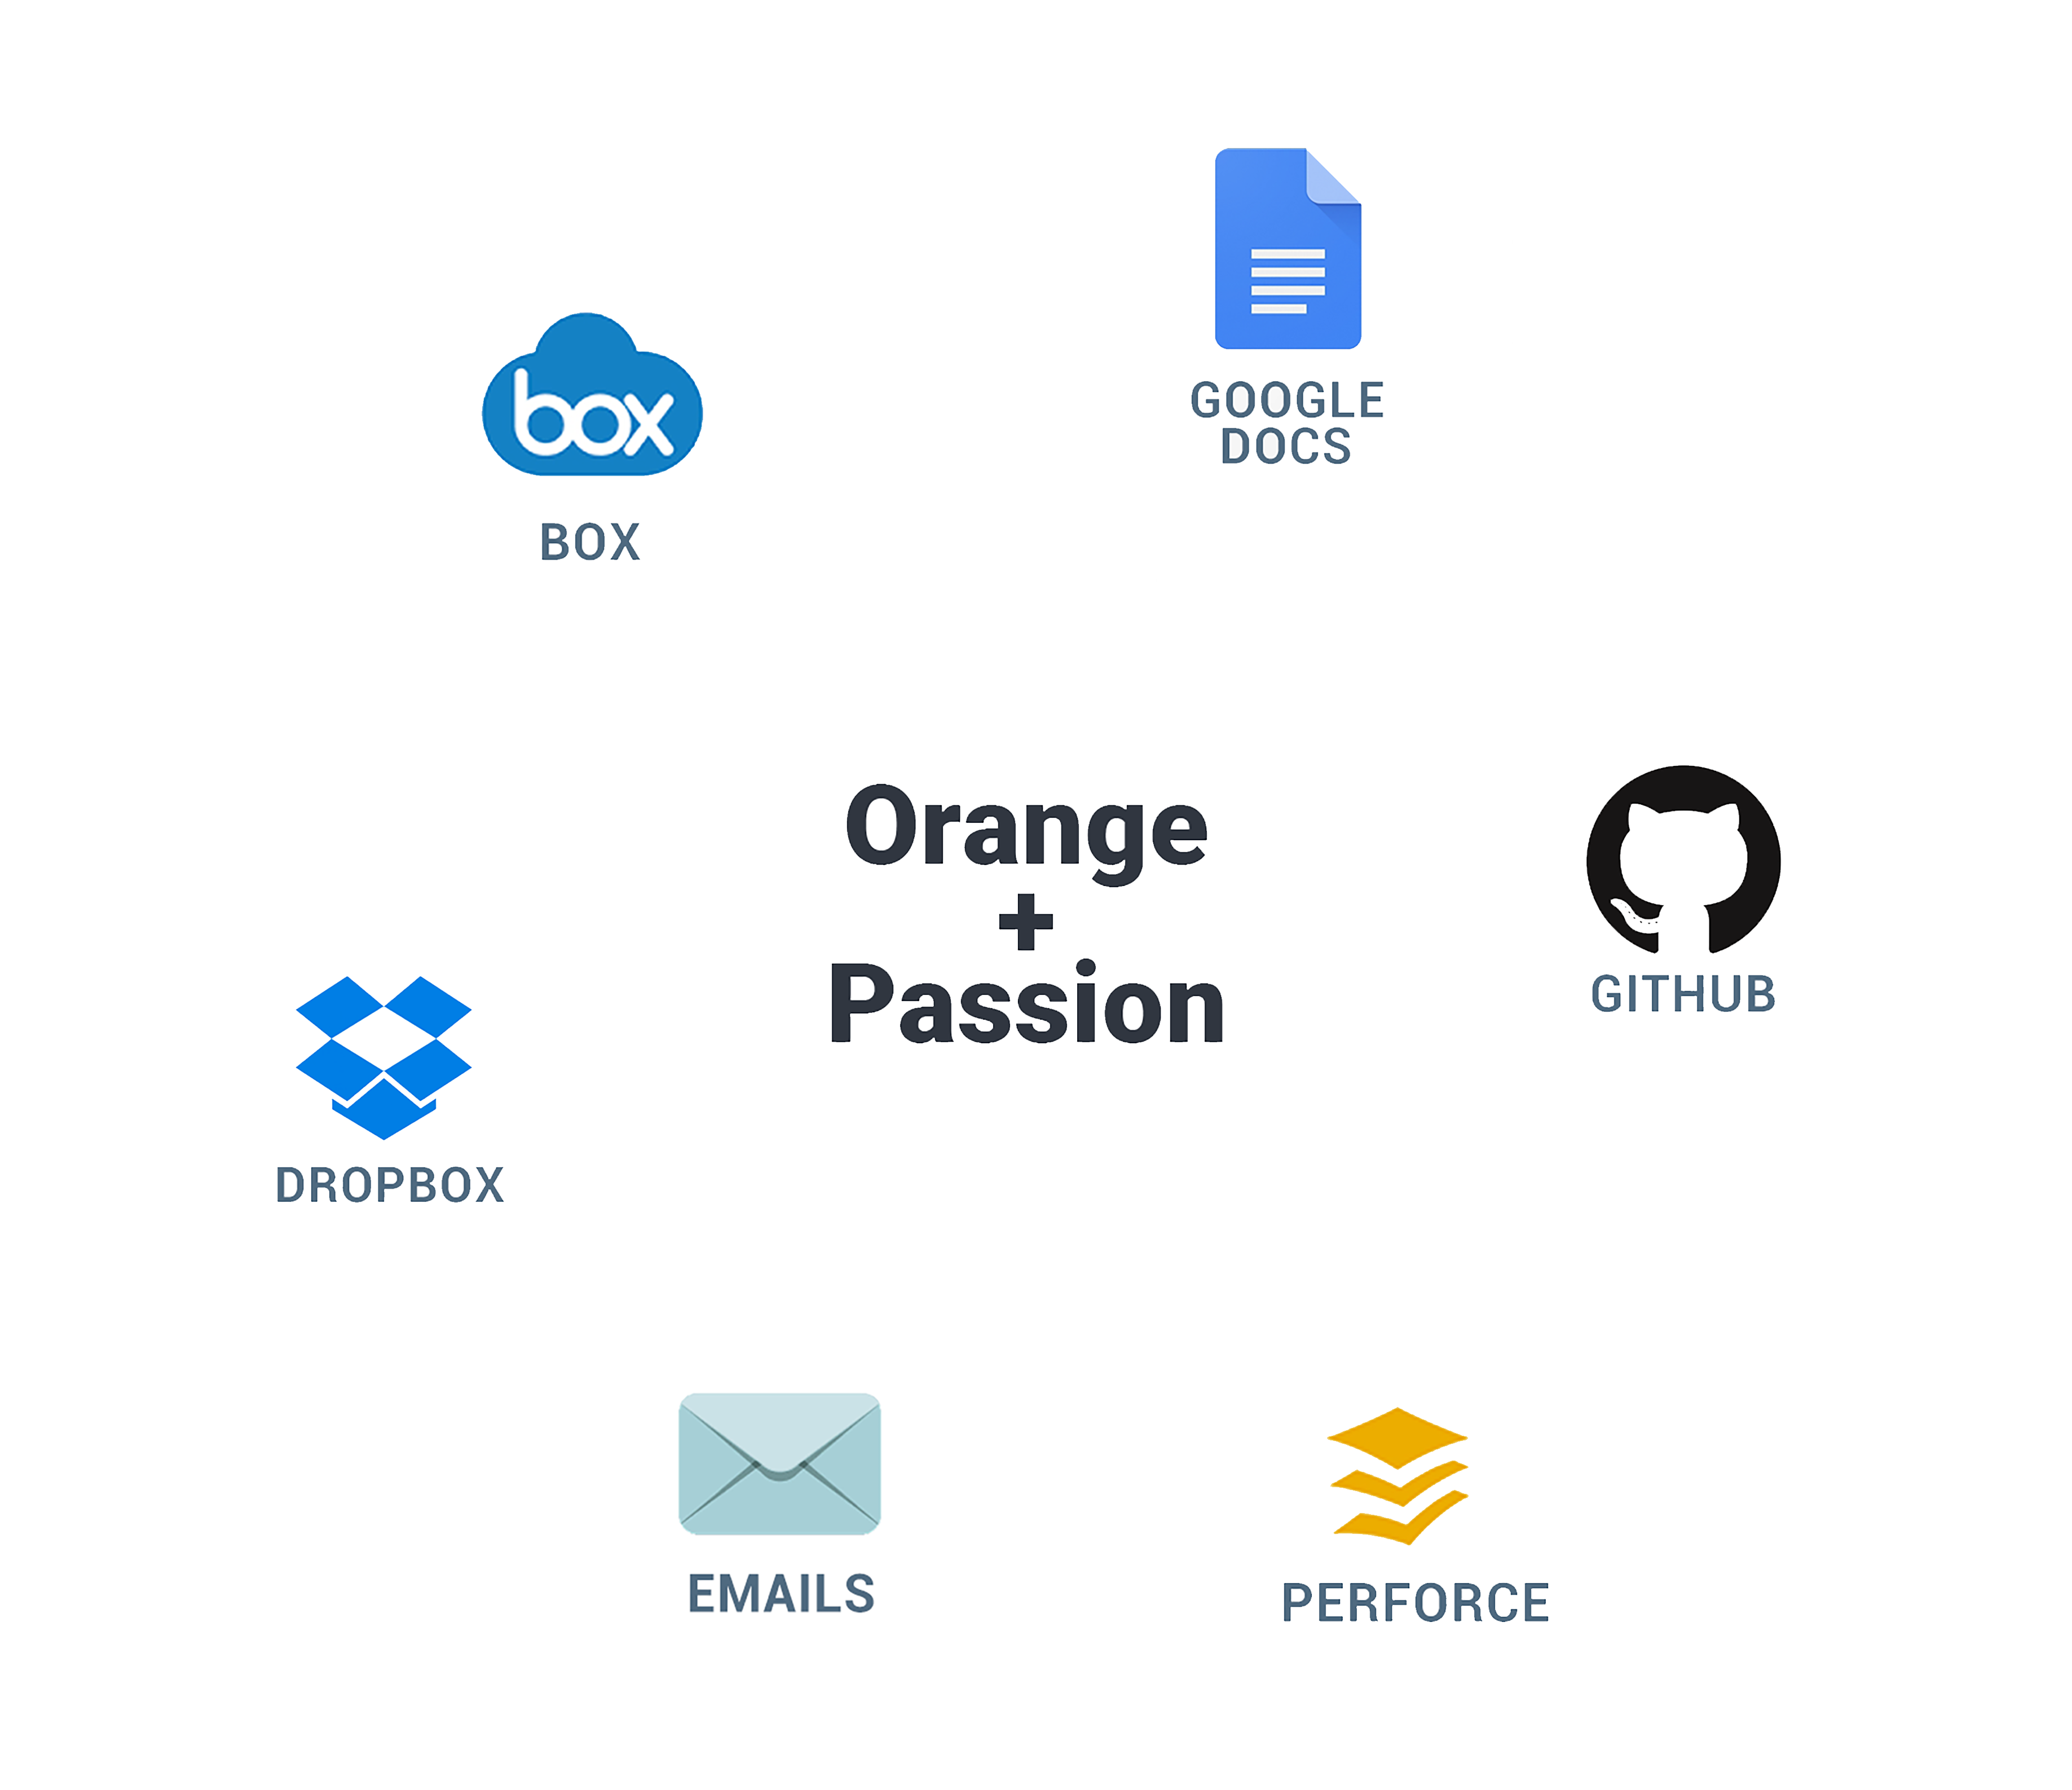 GOOGLE
DOCS
box
BOX
Orange
+
Passion
GITHUB
DROPBOX
EMAILS
PERFORCE